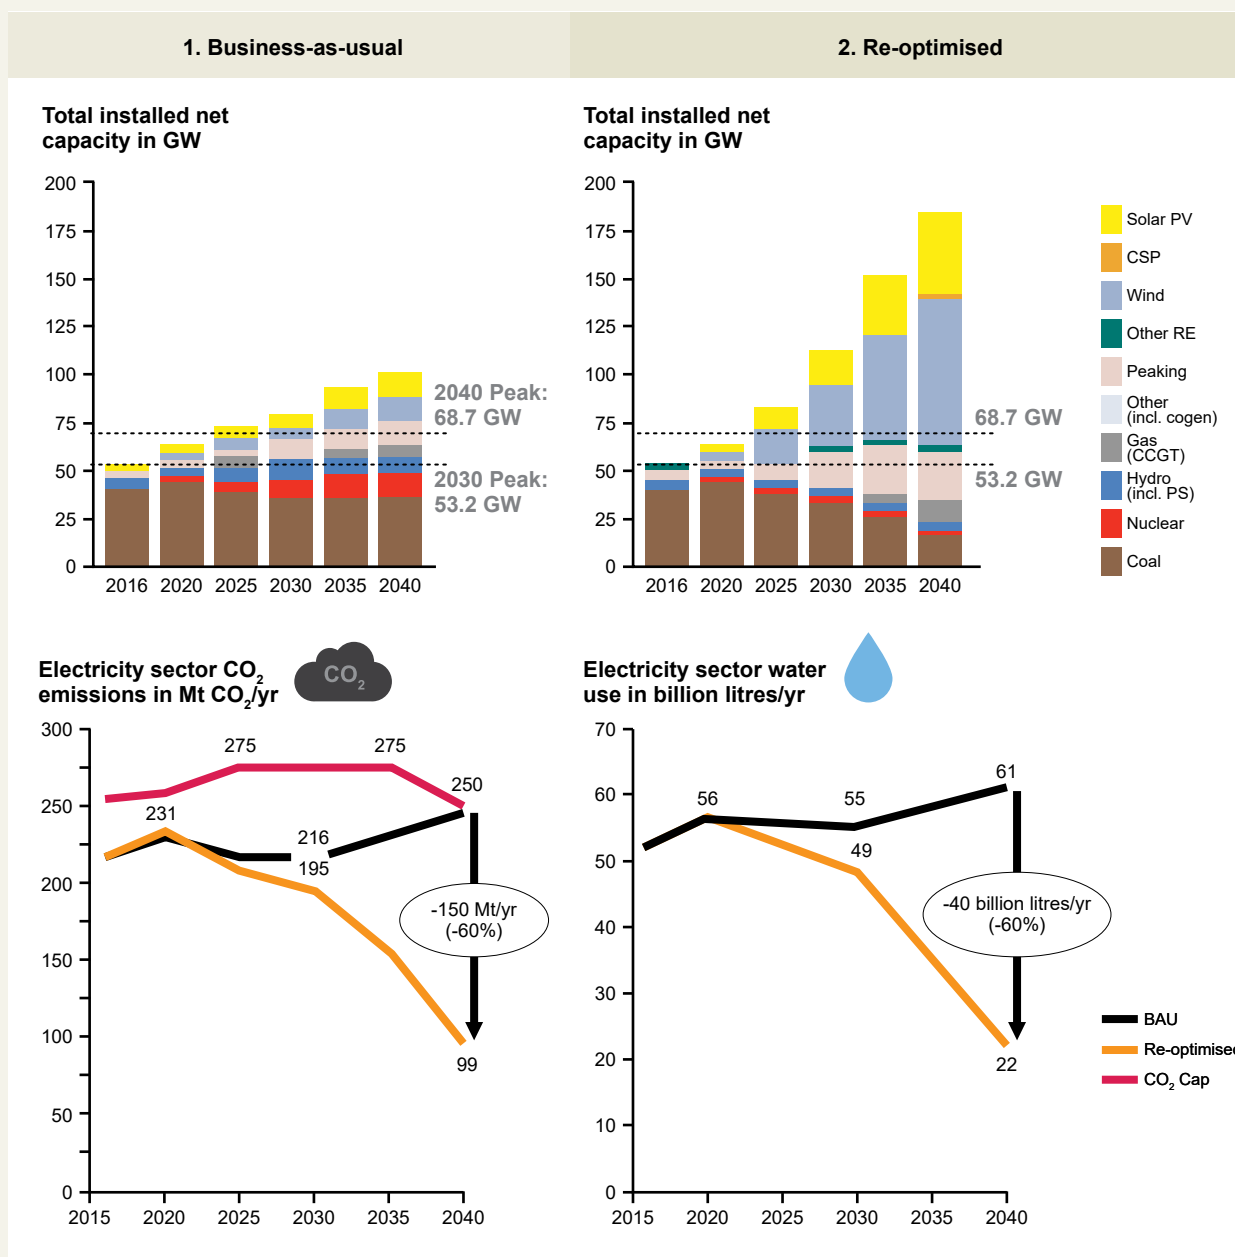 1. Business-as-usual
2. Re-optimised
Total installed net
capacity in GW
200
175
150
125
100
75
50
25
0
2016 2020 2025 2030 2035 2040
2040 Peak:
68.7 GW
2030 Peak:
53.2 GW
Total installed net
capacity in GW
200
175
150
125
100
75
50
25
0
2016 2020 2025 2030 2035 2040
68.7 GW
53.2 GW
Solar PV
CSP
Wind
Other RE
Peaking
Other
(incl. cogen)
Gas
(CCGT)
Hydro
(incl. PS)
Nuclear
Coal
Electricity sector CO₂
emissions in Mt CO₂/yr
CO₂
300
250
200
150
100
50
0
2015 2020 2025 2030 2035 2040
275
275
250
231
216
195
-150 Mt/yr
(-60%)
99
Electricity sector water
use in billion litres/yr
70
60
50
40
30
20
10
0
2015 2020 2025 2030 2035 2040
56
55
61
49
-40 billion litres/yr
(-60%)
22
BAU
Re-optimised
CO₂ Cap